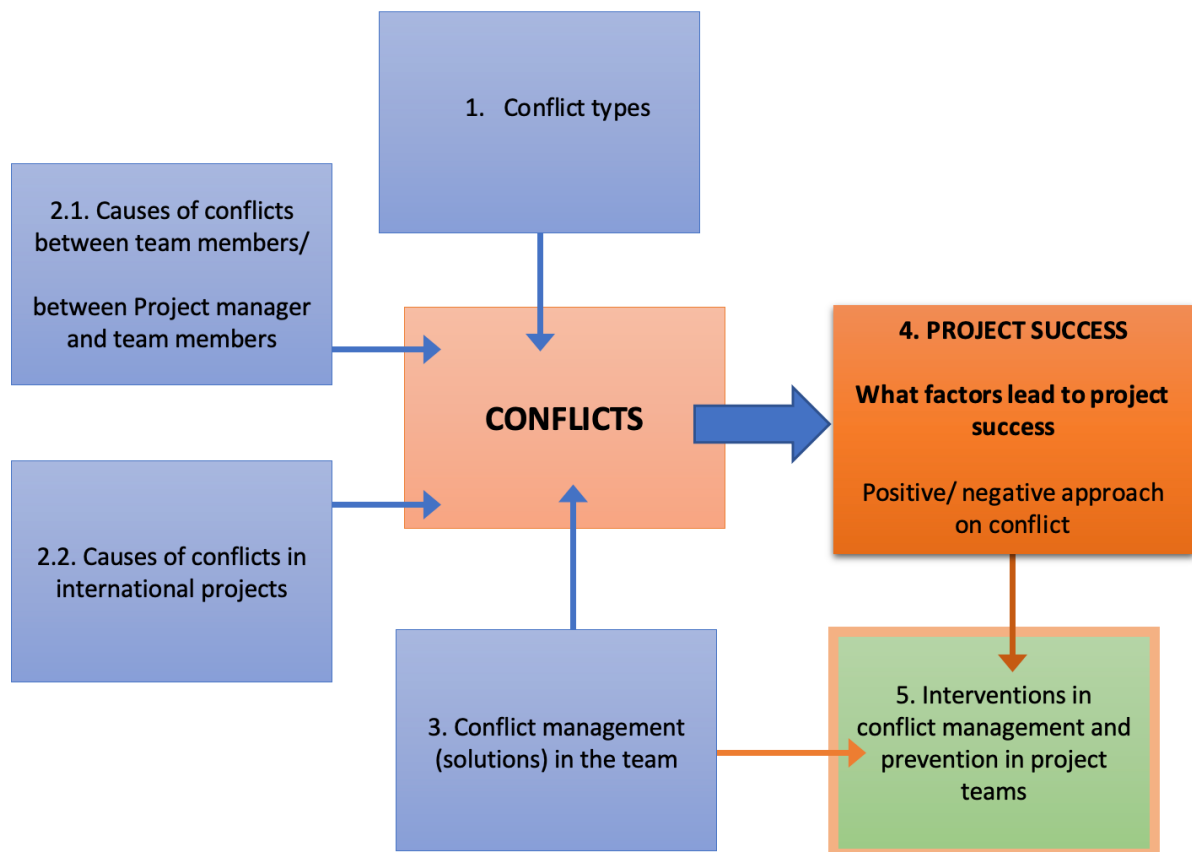 1. Conflict types
2.1. Causes of conflicts
between team members/
between Project manager
and team members
CONFLICTS
4. PROJECT SUCCESS
What factors lead to project
success
Positive/ negative approach
on conflict
2.2. Causes of conflicts in
international projects
3. Conflict management
(solutions) in the team
5. Interventions in
conflict management and
prevention in project
teams